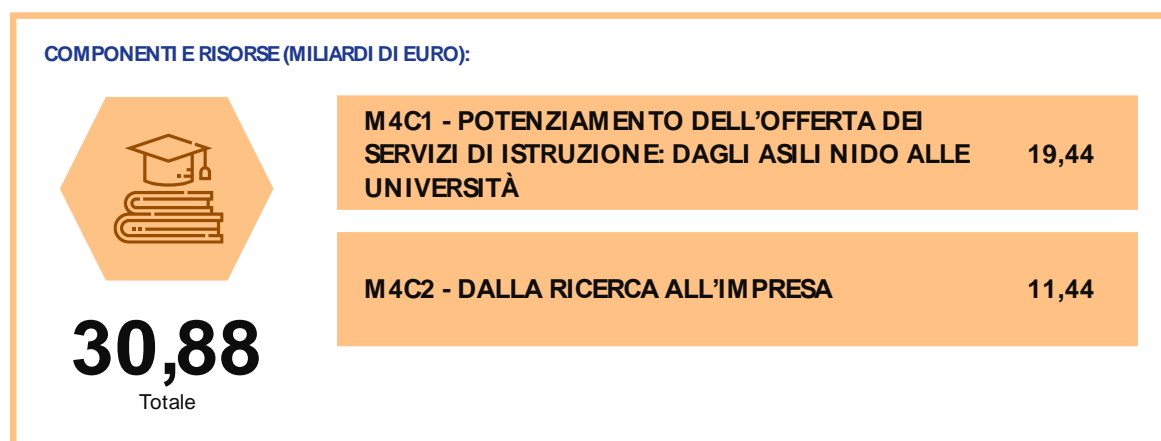 COMPONENTI E RISORSE (MILIARDI DI EURO):
M4C1 - POTENZIAMENTO DELL’OFFERTA DEI
SERVIZI DI ISTRUZIONE: DAGLI ASILI NIDO ALLE
UNIVERSITÀ
19,44
M4C2 - DALLA RICERCA ALL’IMPRESA
11,44
30,88
Totale